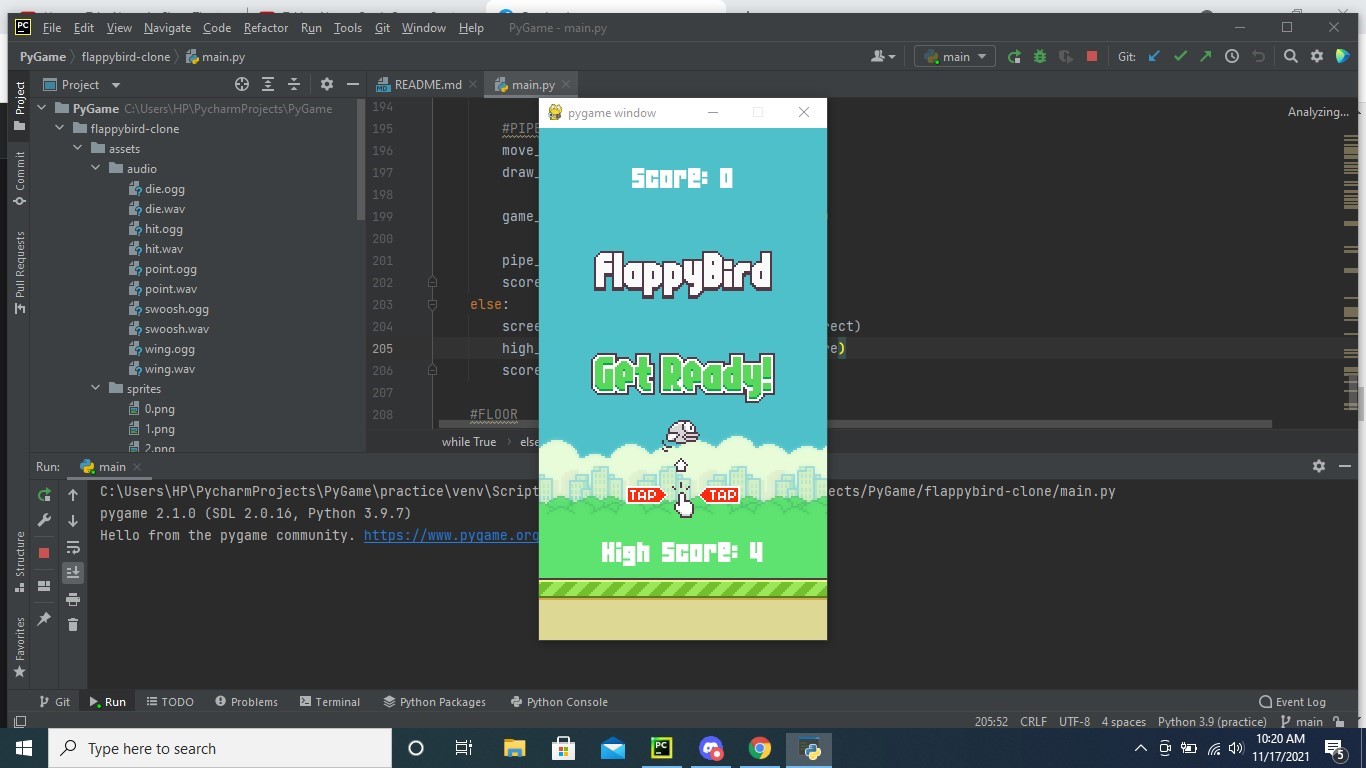 PC File Edit View Navigate Code Refactor Run Tools Git Window Help PyGame - main.py
PyGame flappybird-clone main.py main Git:
Project README.md main.py
Project
Commit
Pull Requests
Structure
Favorites
PyGame C:\Users\HP\PycharmProjects\PyGame
flappybird-clone
assets
audio
die.ogg
die.wav
hit.ogg
hit.wav
point.ogg
point.wav
swoosh.ogg
swoosh.wav
wing.ogg
wing.wav
sprites
0.png
1.png
2.png
Analyzing...
194
195 #PIPE
196 move_
197 draw_
198
199 game_
200
201 pipe_
202 score
203 else:
204 scree rect)
205 high_ re)
206 score
207
208 #FLOOR
while True else
pygame window
Score: 0
FlappyBird
Get Ready!
TAP TAP
High Score: 4
Run: main
C:\Users\HP\PycharmProjects\PyGame\practice\venv\Script ects/PyGame/flappybird-clone/main.py
pygame 2.1.0 (SDL 2.0.16, Python 3.9.7)
Hello from the pygame community. https://www.pygame.org
Git Run TODO Problems Terminal Python Packages Python Console Event Log
205:52 CRLF UTF-8 4 spaces Python 3.9 (practice) main
Type here to search
PC
10:20 AM
11/17/2021
5